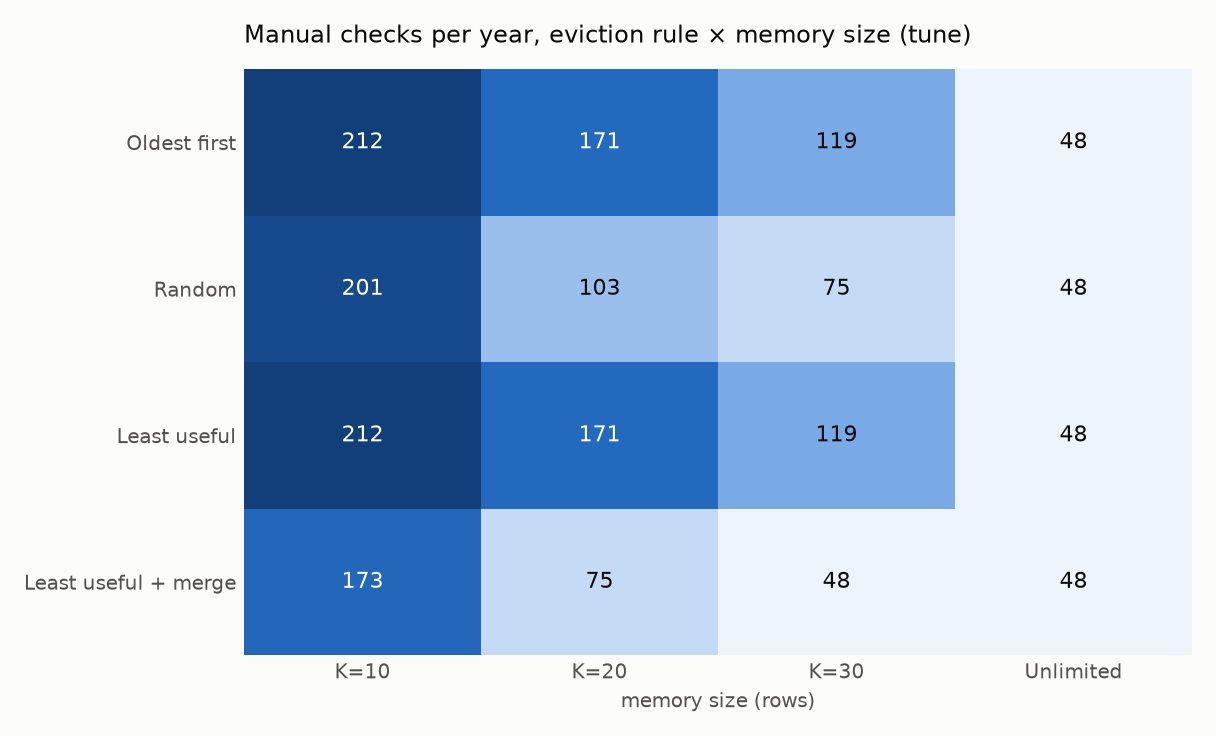 Manual checks per year, eviction rule × memory size (tune)
Oldest first 212 171 119 48
Random 201 103 75 48
Least useful 212 171 119 48
Least useful + merge 173 75 48 48
K=10 K=20 K=30 Unlimited
memory size (rows)